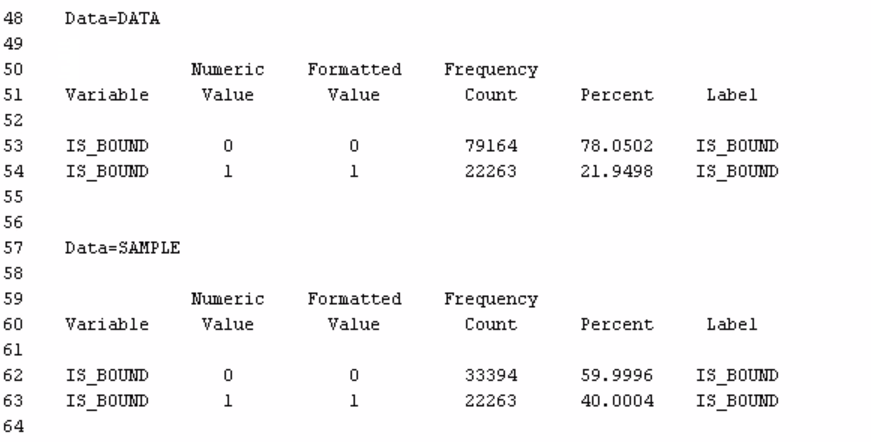 48 Data=DATA
49
50 Numeric Formatted Frequency
51 Variable Value Value Count Percent Label
52
53 IS_BOUND 0 0 79164 78.0502 IS_BOUND
54 IS_BOUND 1 1 22263 21.9498 IS_BOUND
55
56
57 Data=SAMPLE
58
59 Numeric Formatted Frequency
60 Variable Value Value Count Percent Label
61
62 IS_BOUND 0 0 33394 59.9996 IS_BOUND
63 IS_BOUND 1 1 22263 40.0004 IS_BOUND
64